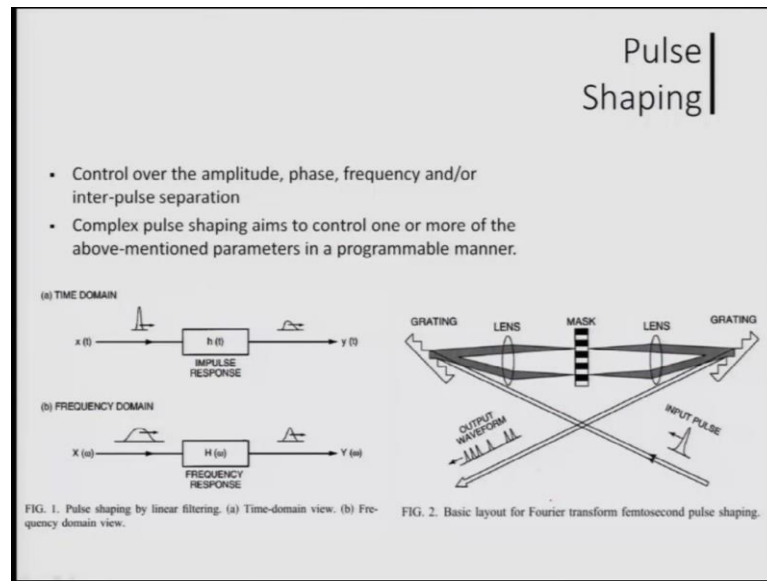 Pulse
Shaping
▪ Control over the amplitude, phase, frequency and/or
inter-pulse separation
▪ Complex pulse shaping aims to control one or more of the
above-mentioned parameters in a programmable manner.
(a) TIME DOMAIN
x (t)
h (t)
y (t)
IMPULSE
RESPONSE
(b) FREQUENCY DOMAIN
X (ω)
H (ω)
Y (ω)
FREQUENCY
RESPONSE
FIG. 1. Pulse shaping by linear filtering. (a) Time-domain view. (b) Fre-
quency domain view.
GRATING
LENS
MASK
LENS
GRATING
OUTPUT
WAVEFORM
INPUT PULSE
FIG. 2. Basic layout for Fourier transform femtosecond pulse shaping.